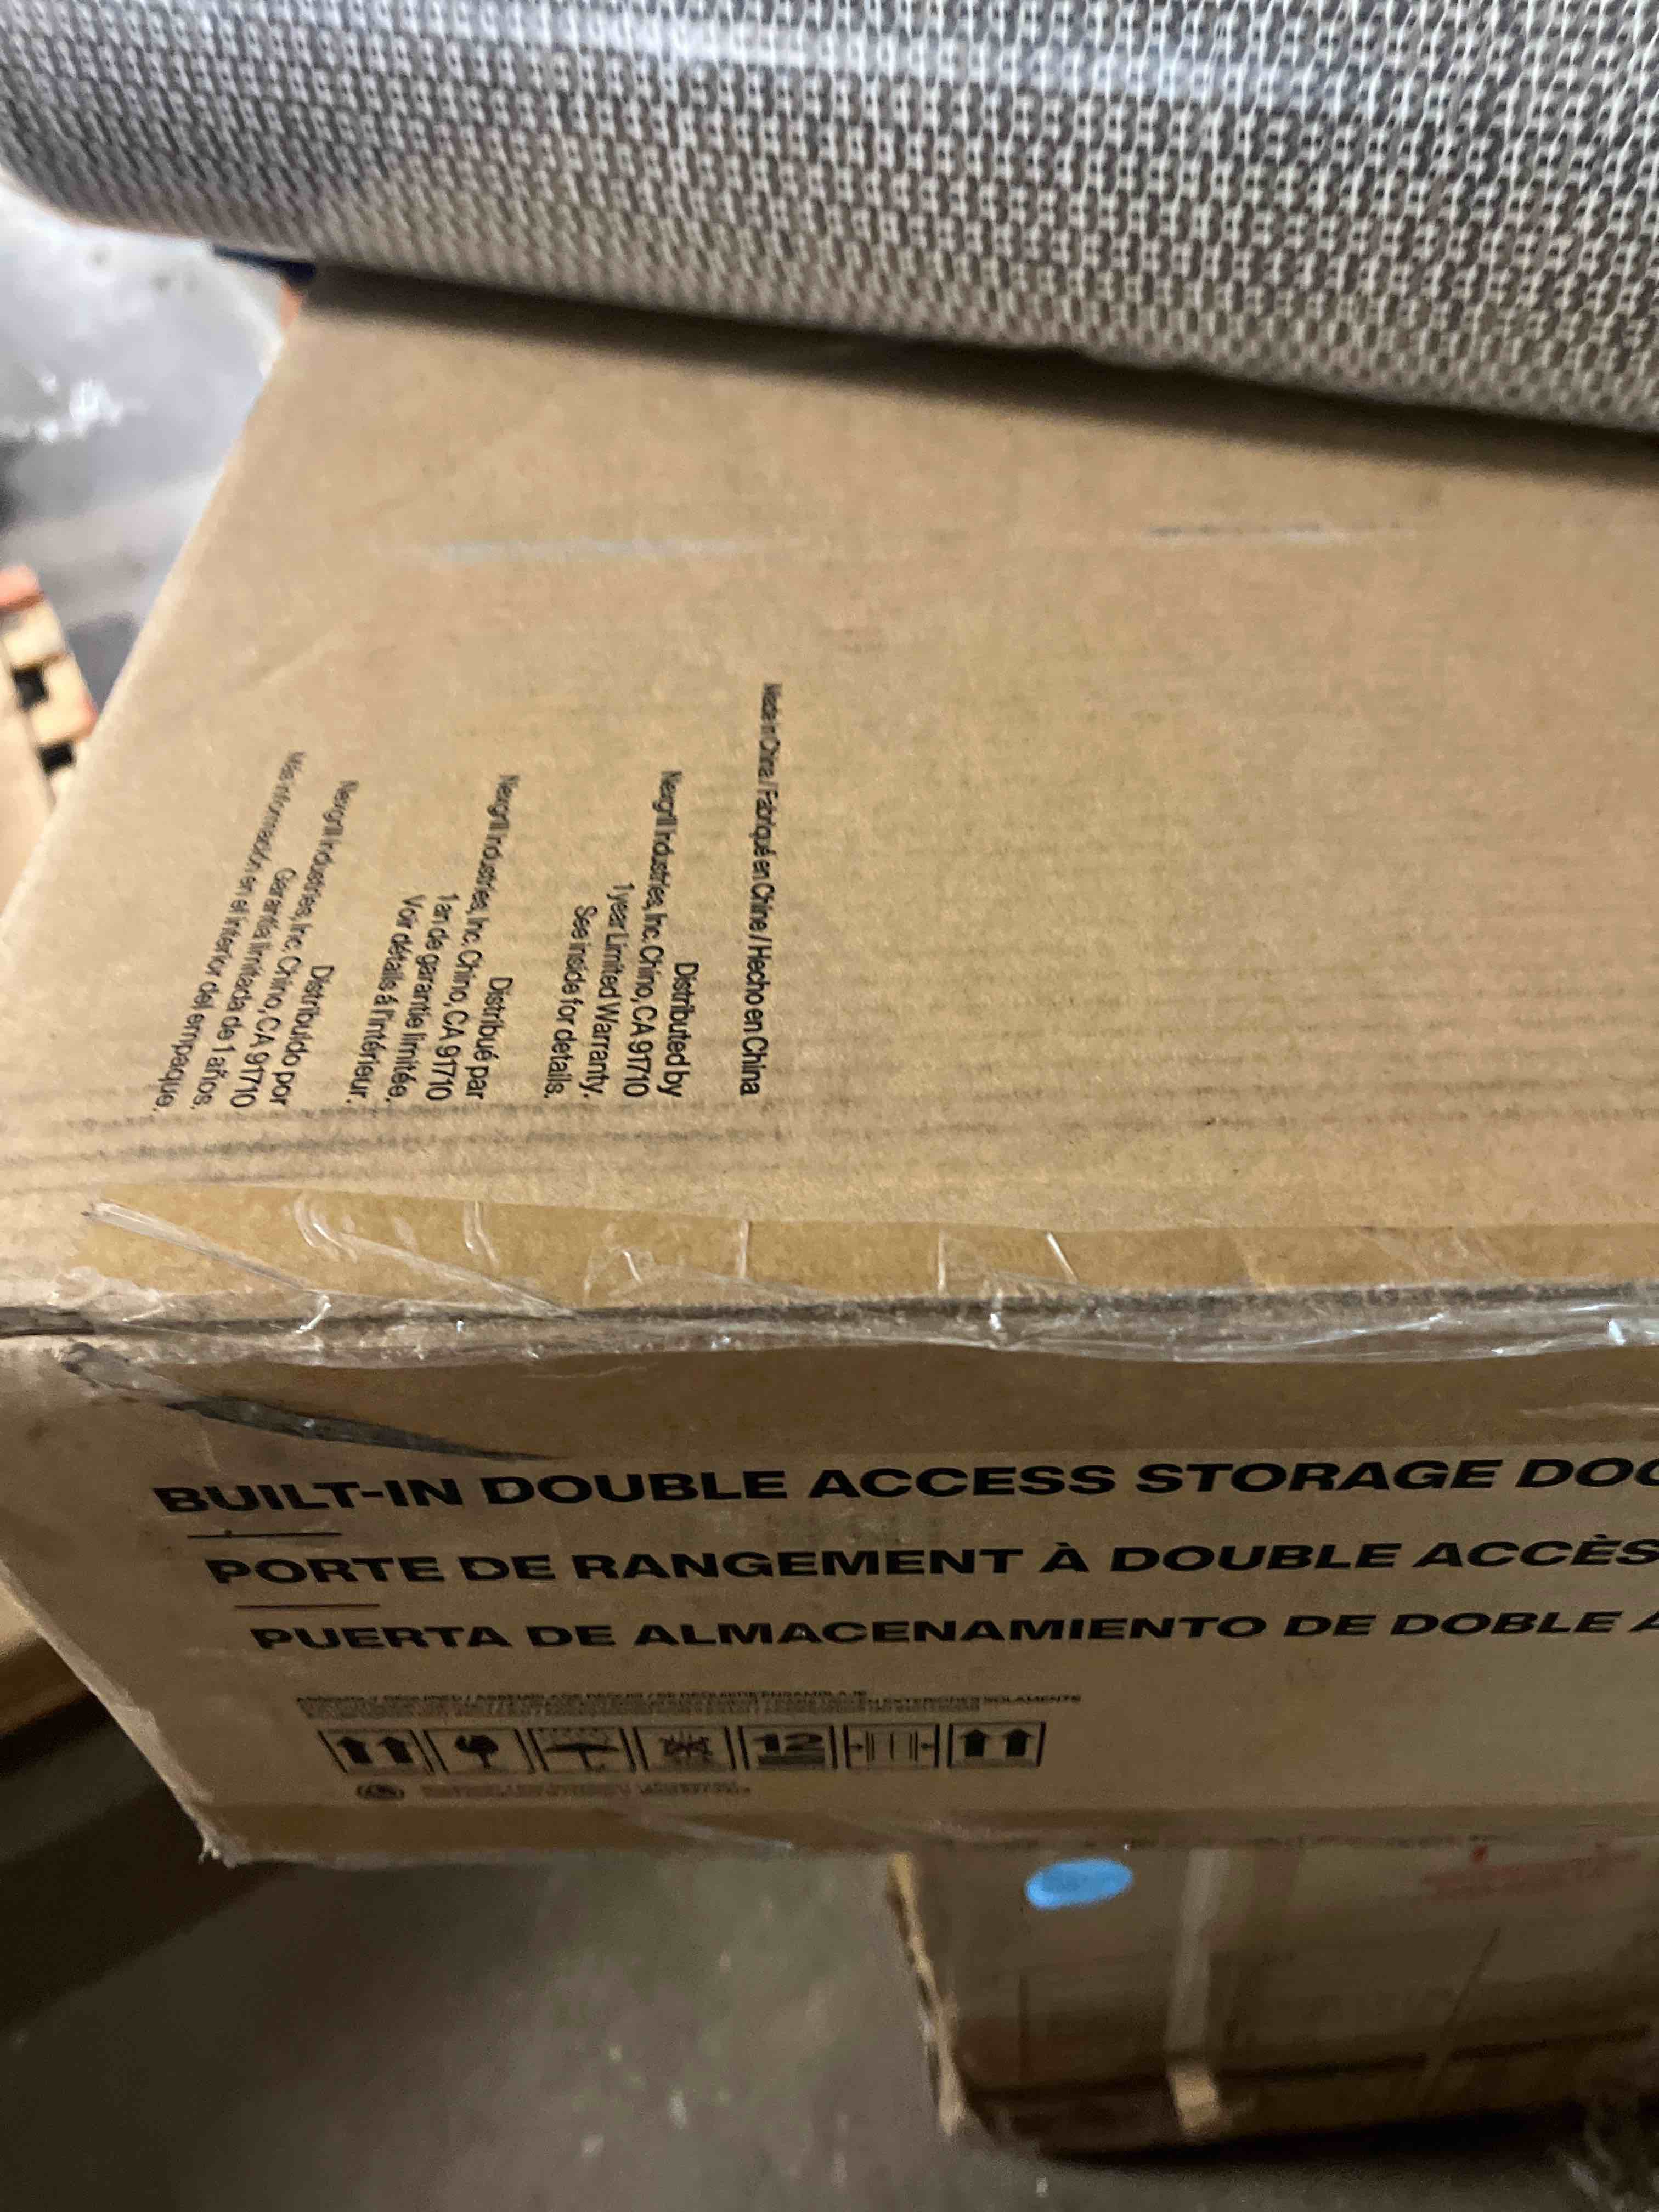 Made in China / Fabriqué en Chine / Hecho en China
Distributed by
Nexgrill Industries, Inc. Chino, CA 91710
1 year Limited Warranty.
See inside for details.
Distribué par
Nexgrill Industries, Inc. Chino, CA 91710
1 an de garantie limitée.
Voir détails à l'intérieur.
Distribuido por
Nexgrill Industries, Inc. Chino, CA 91710
Garantía limitada de 1 años.
Más información en el interior del empaque.
BUILT-IN DOUBLE ACCESS STORAGE DOO
PORTE DE RANGEMENT À DOUBLE ACCÈS
PUERTA DE ALMACENAMIENTO DE DOBLE A
12